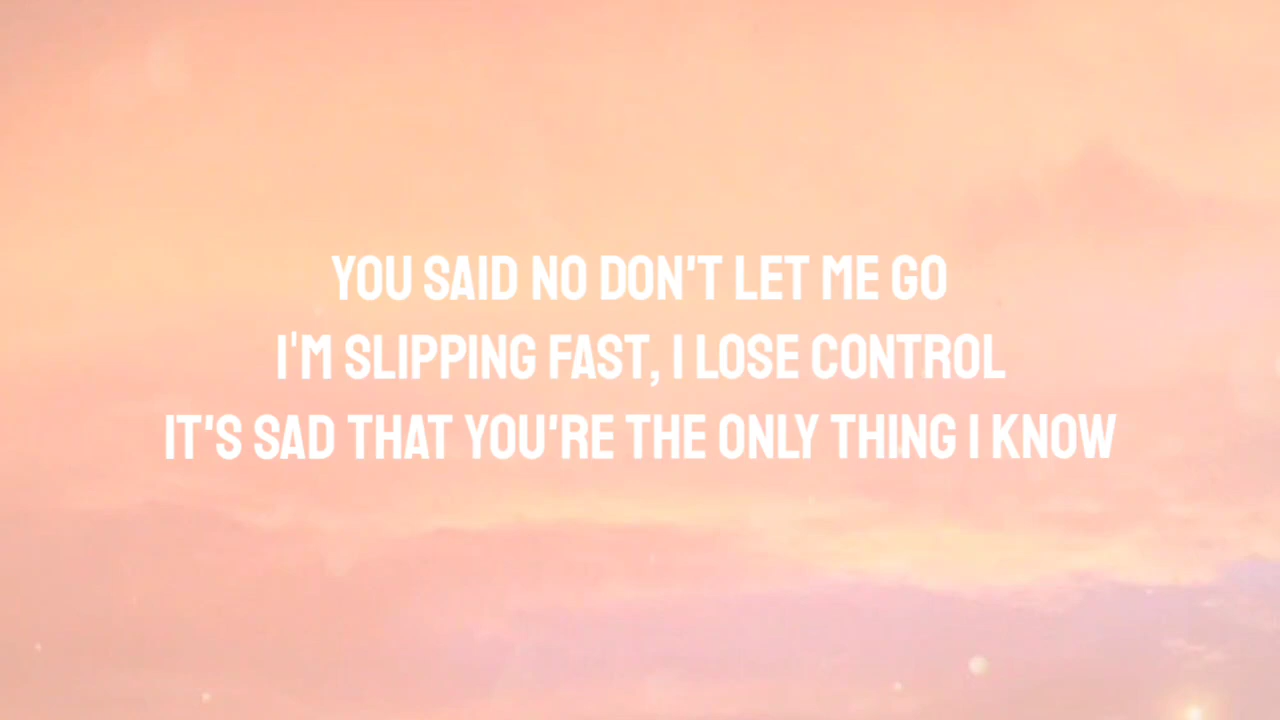 YOU SAID NO DON'T LET ME GO
I'M SLIPPING FAST, I LOSE CONTROL
IT'S SAD THAT YOU'RE THE ONLY THING I KNOW